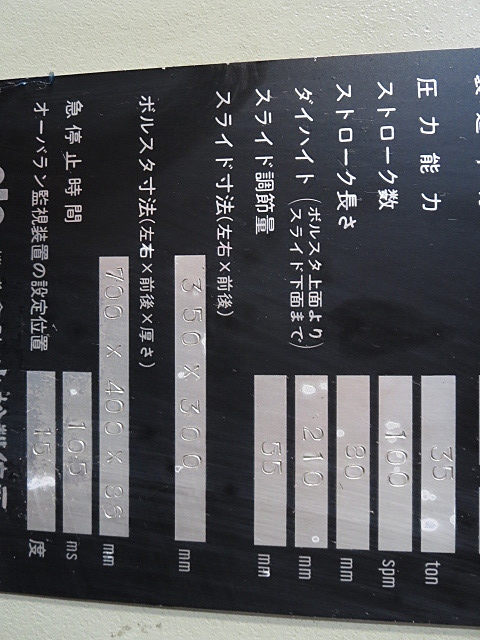 圧力能力 35 ton
ストローク数 100 spm
ストローク長さ 80 mm
ダイハイト (ボルスタ上面より スライド下面まで) 210 mm
スライド調節量 55 mm
スライド寸法(左右×前後) 350 × 300 mm
ボルスタ寸法(左右×前後×厚さ) 700 × 400 × 86 mm
急停止時間 105 ms
オーバラン監視装置の設定位置 15 度